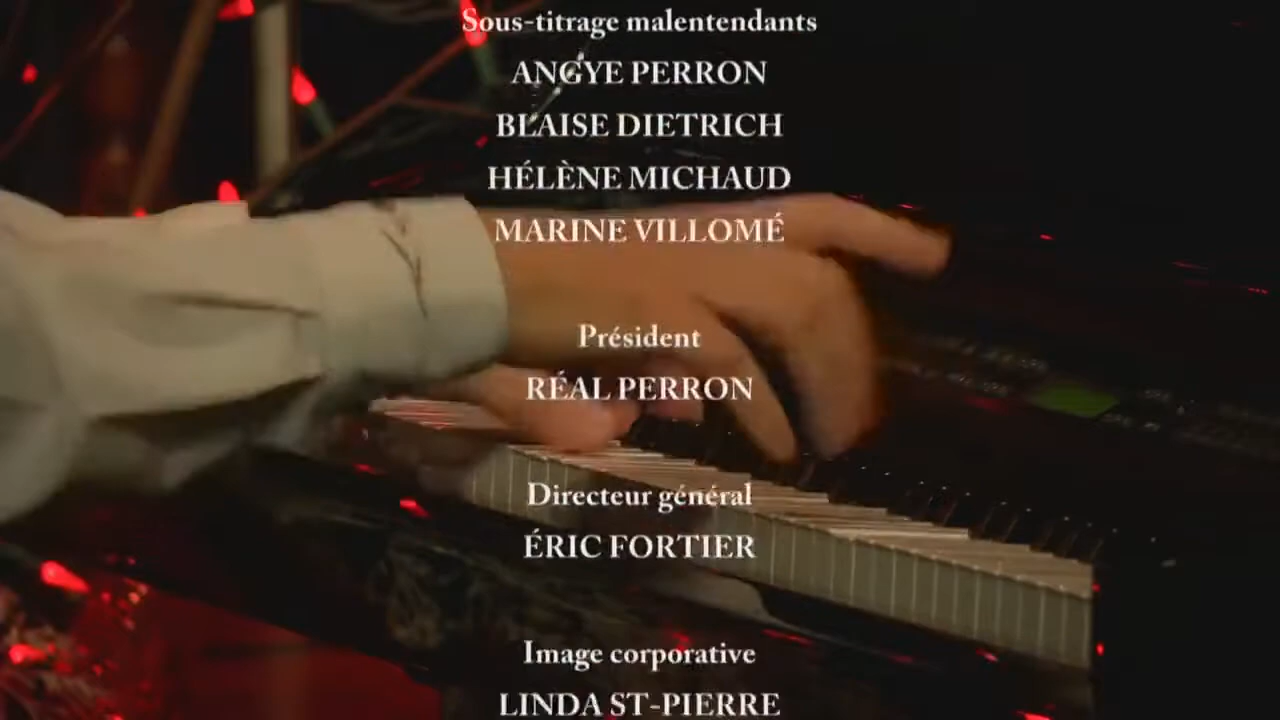 Sous-titrage malentendants
ANGYE PERRON
BLAISE DIETRICH
HÉLÈNE MICHAUD
MARINE VILLOMÉ
Président
RÉAL PERRON
Directeur général
ÉRIC FORTIER
Image corporative
LINDA ST-PIERRE